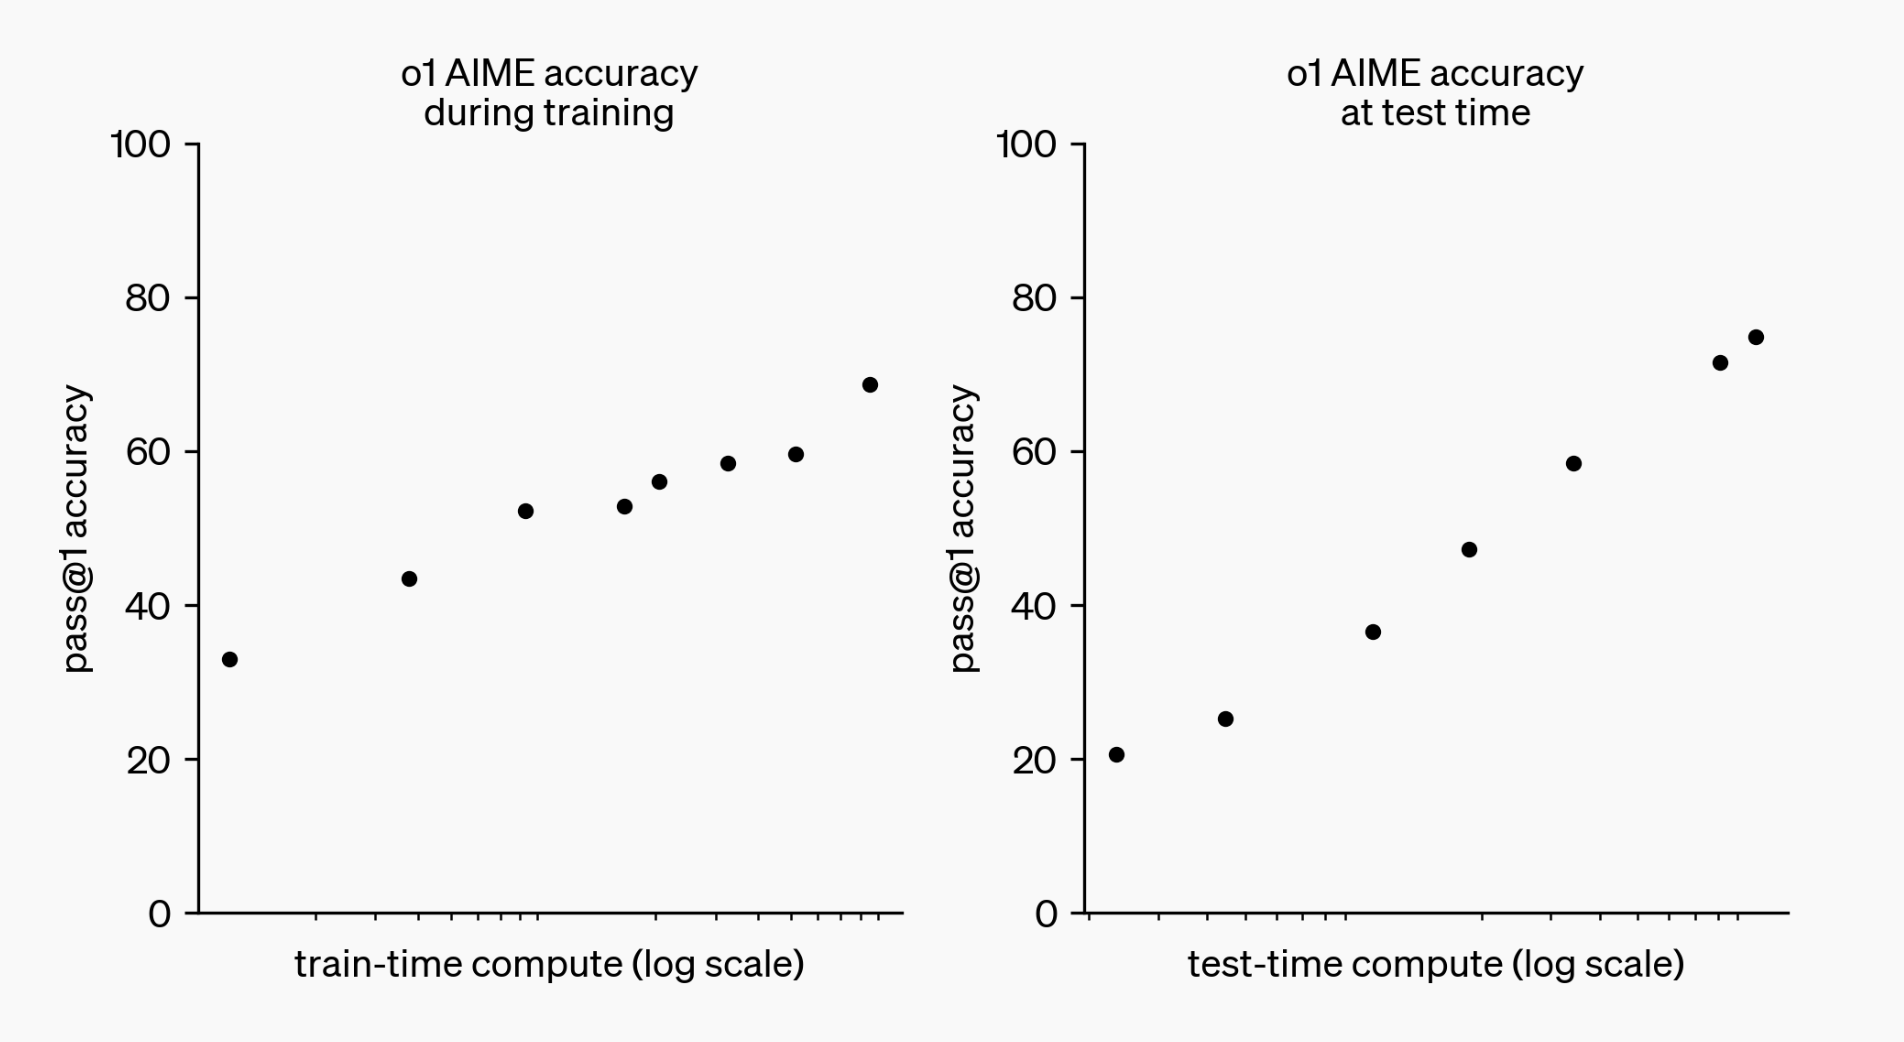 o1 AIME accuracy
during training
100
80
60
40
20
0
pass@1 accuracy
train-time compute (log scale)
o1 AIME accuracy
at test time
100
80
60
40
20
0
pass@1 accuracy
test-time compute (log scale)